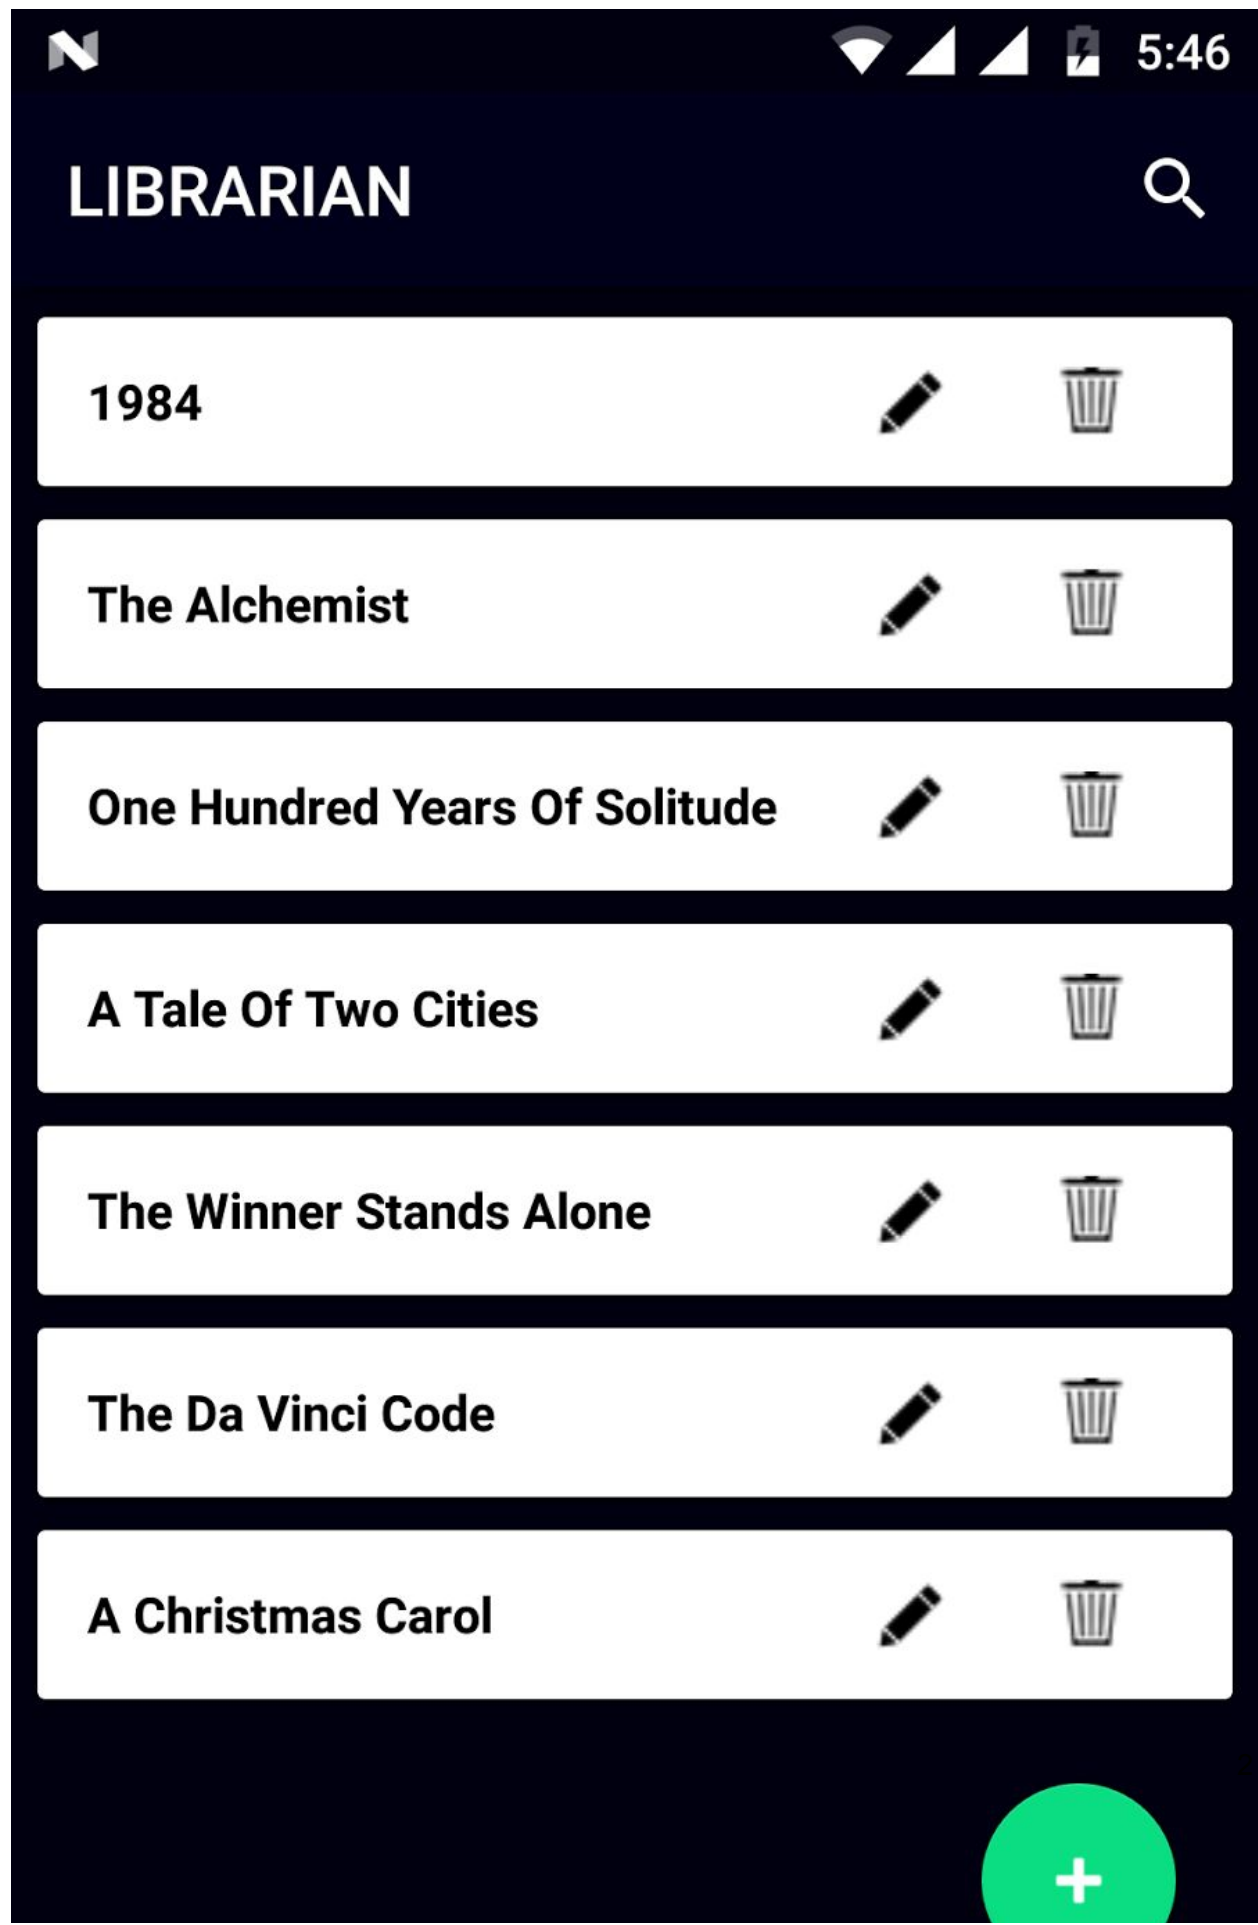 5:46
LIBRARIAN
1984
The Alchemist
One Hundred Years Of Solitude
A Tale Of Two Cities
The Winner Stands Alone
The Da Vinci Code
A Christmas Carol
+